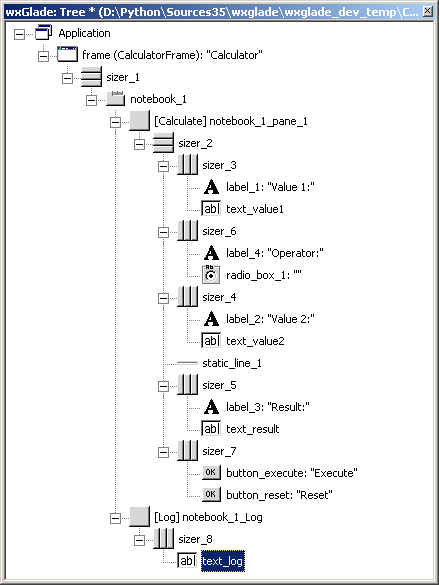 wxGlade: Tree * (D:\Python\Sources35\wxglade\wxglade_dev_temp\C...
Application
frame (CalculatorFrame): "Calculator"
sizer_1
notebook_1
[Calculate] notebook_1_pane_1
sizer_2
sizer_3
label_1: "Value 1:"
text_value1
sizer_6
label_4: "Operator:"
radio_box_1: ""
sizer_4
label_2: "Value 2:"
text_value2
static_line_1
sizer_5
label_3: "Result:"
text_result
sizer_7
OK button_execute: "Execute"
OK button_reset: "Reset"
[Log] notebook_1_Log
sizer_8
text_log